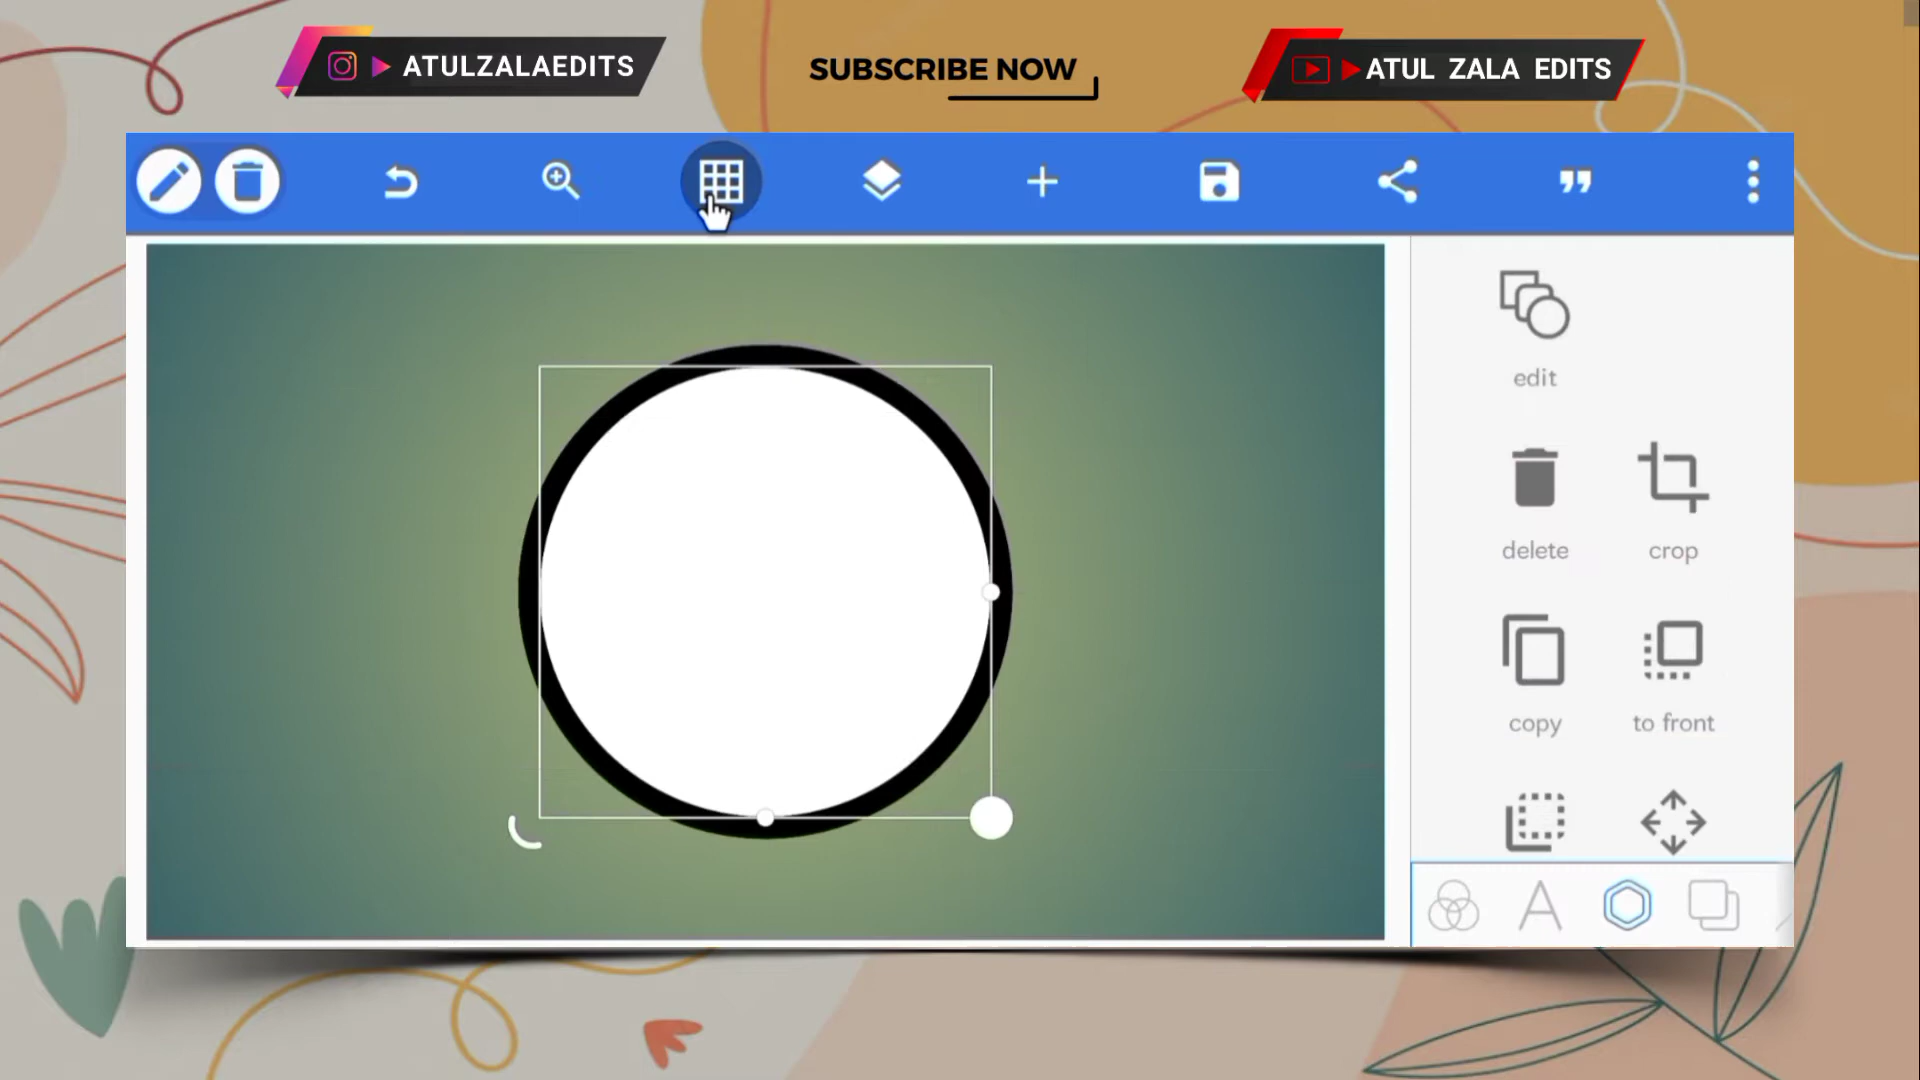 ATULZALAEDITS
SUBSCRIBE NOW
ATUL ZALA EDITS
edit
delete
crop
copy
to front